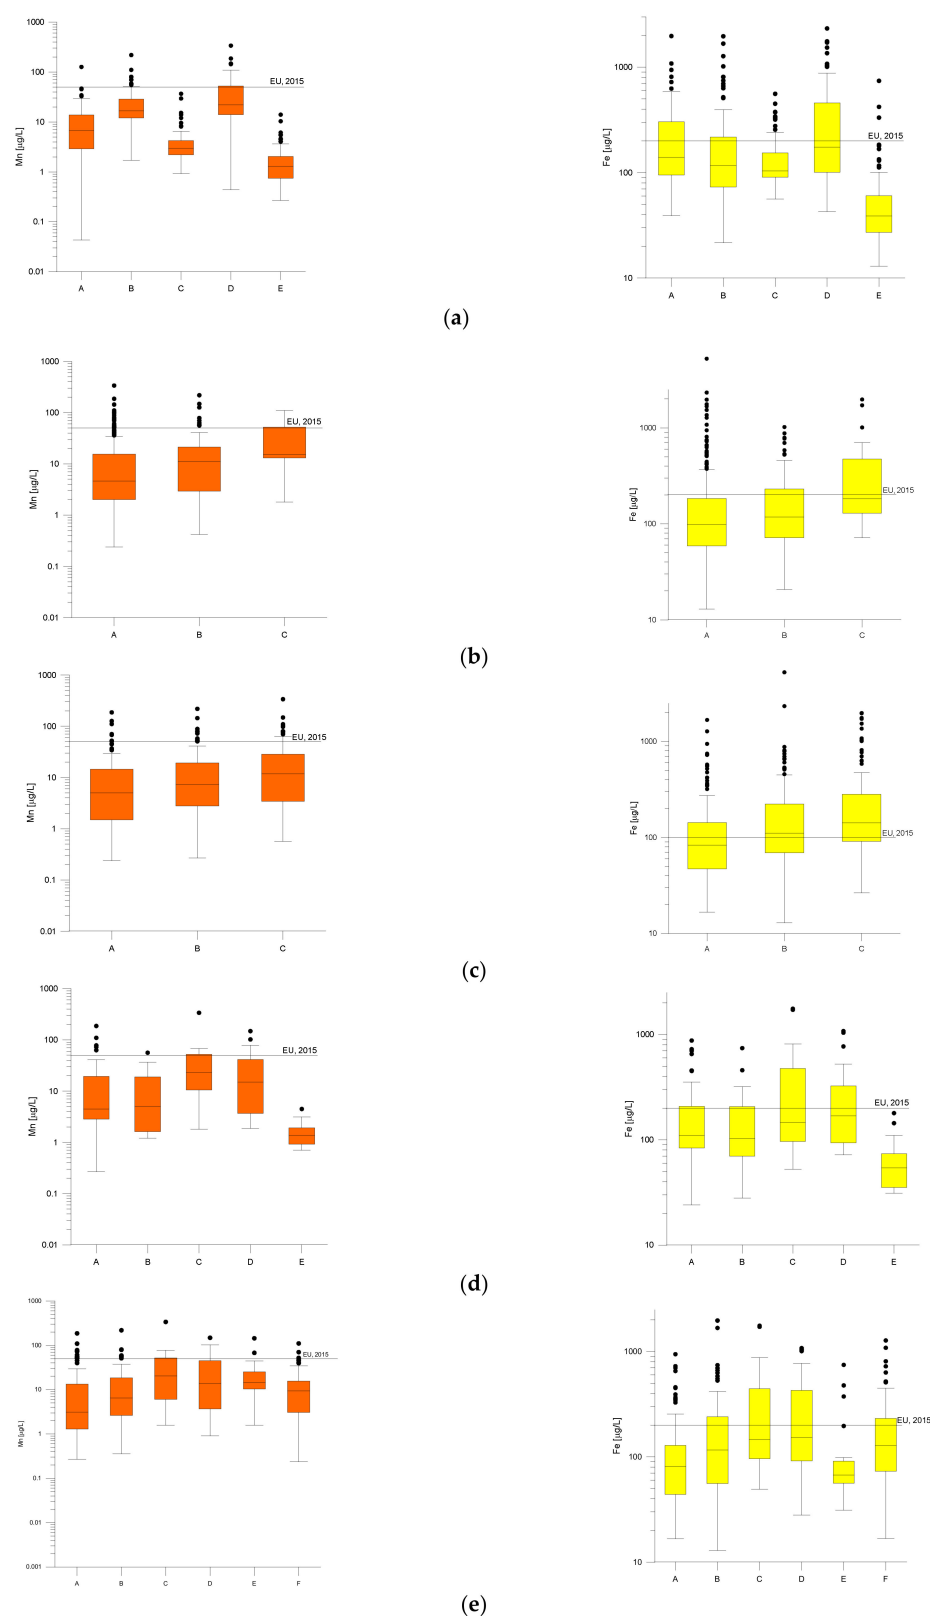 1000
100
10
1
0.1
0.01
Mn [µg/L]
EU, 2015
A B C D E
1000
100
10
Fe [µg/L]
EU, 2015
A B C D E
(a)
1000
100
10
1
0.1
0.01
Mn [µg/L]
EU, 2015
A B C
1000
100
10
Fe [µg/L]
EU, 2015
A B C
(b)
1000
100
10
1
0.1
0.01
Mn [µg/L]
EU, 2015
A B C
1000
100
10
Fe [µg/L]
EU, 2015
A B C
(c)
1000
100
10
1
0.1
0.01
Mn [µg/L]
EU, 2015
A B C D E
1000
100
10
Fe [µg/L]
EU, 2015
A B C D E
(d)
1000
100
10
1
0.1
0.01
0.001
Mn [µg/L]
EU, 2015
A B C D E F
1000
100
10
Fe [µg/L]
EU, 2015
A B C D E F
(e)